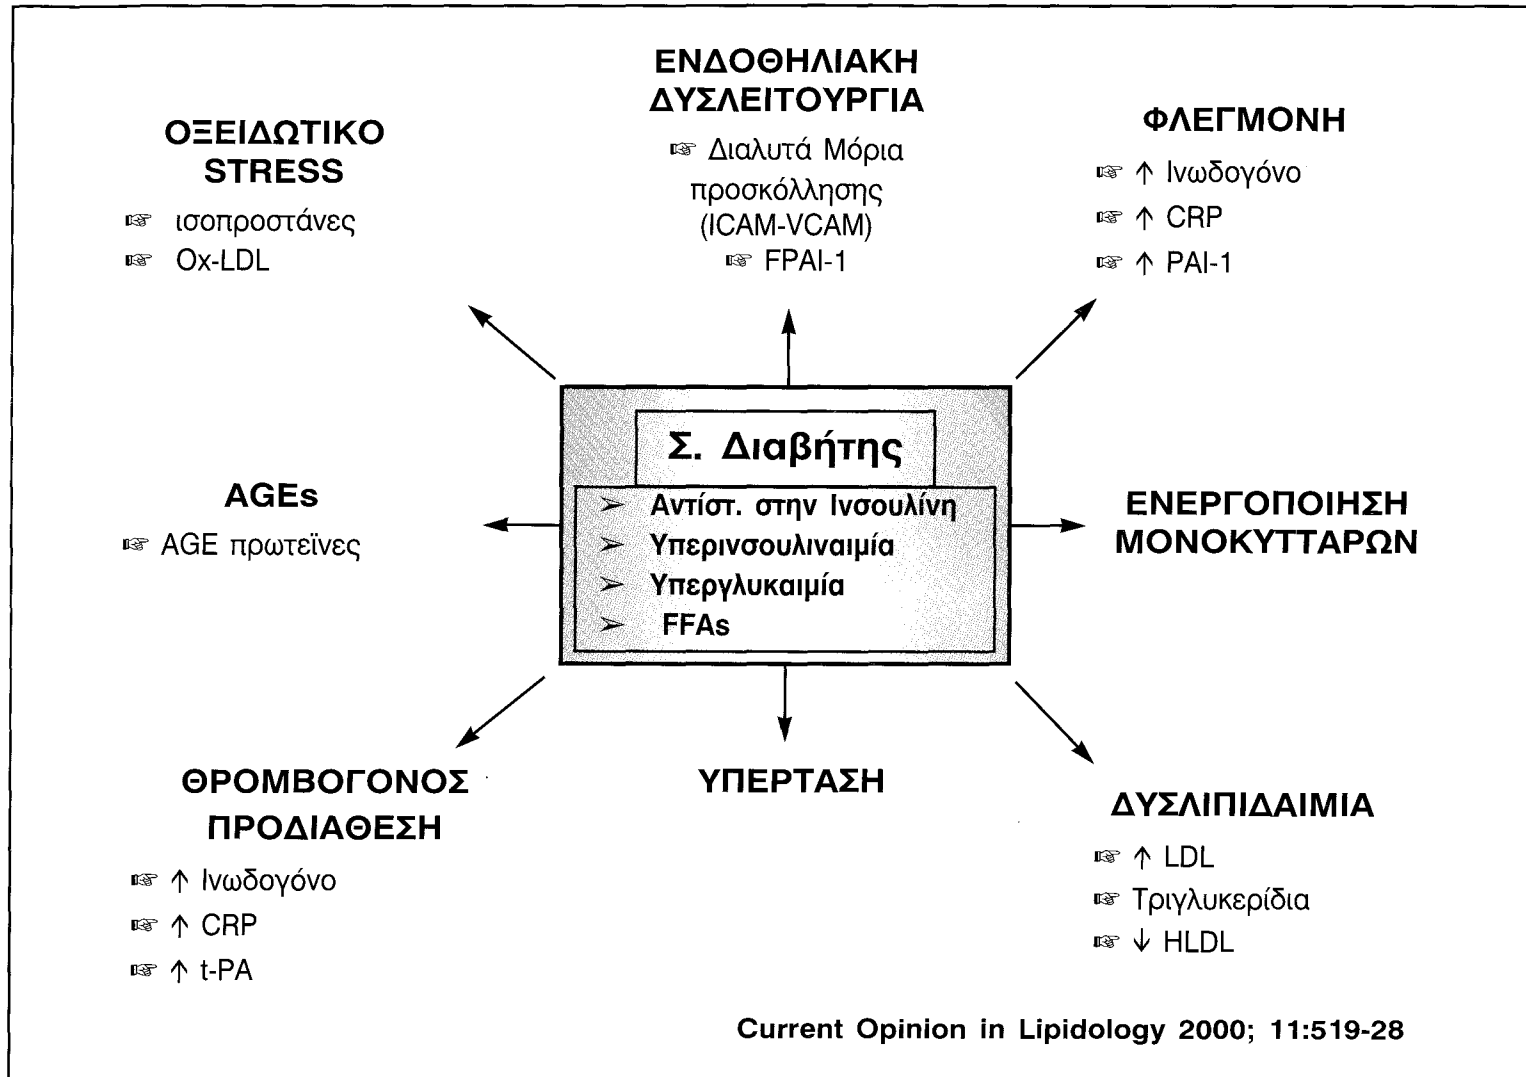 ΟΞΕΙΔΩΤΙΚΟ
STRESS
☞ ισοπροστάνες
☞ Ox-LDL
ΕΝΔΟΘΗΛΙΑΚΗ
ΔΥΣΛΕΙΤΟΥΡΓΙΑ
☞ Διαλυτά Μόρια
προσκόλλησης
(ICAM-VCAM)
☞ FPAI-1
ΦΛΕΓΜΟΝΗ
☞ ↑ Ινωδογόνο
☞ ↑ CRP
☞ ↑ PAI-1
AGEs
☞ AGE πρωτεϊνες
Σ. Διαβήτης
➢ Αντίστ. στην Ινσουλίνη
➢ Υπερινσουλιναιμία
➢ Υπεργλυκαιμία
➢ FFAs
ΕΝΕΡΓΟΠΟΙΗΣΗ
ΜΟΝΟΚΥΤΤΑΡΩΝ
ΘΡΟΜΒΟΓΟΝΟΣ
ΠΡΟΔΙΑΘΕΣΗ
☞ ↑ Ινωδογόνο
☞ ↑ CRP
☞ ↑ t-PA
ΥΠΕΡΤΑΣΗ
ΔΥΣΛΙΠΙΔΑΙΜΙΑ
☞ ↑ LDL
☞ Τριγλυκερίδια
☞ ↓ HLDL
Current Opinion in Lipidology 2000; 11:519-28